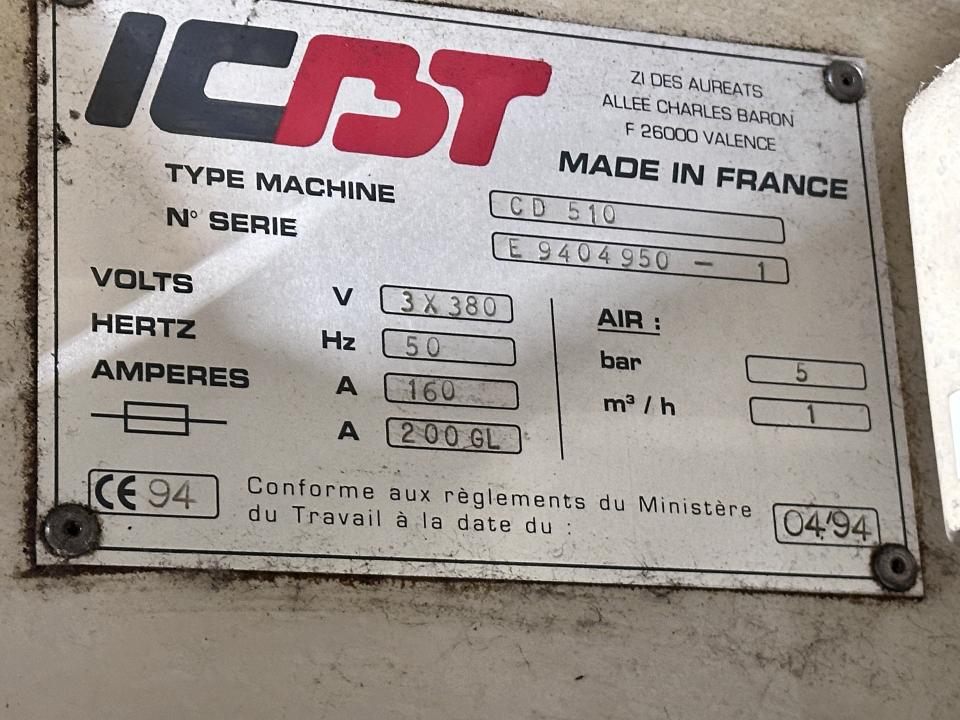 ICBT
ZI DES AUREATS
ALLEE CHARLES BARON
F 26000 VALENCE
MADE IN FRANCE
TYPE MACHINE CD 510
N° SERIE E 9404950 - 1
VOLTS V 3 X 380
HERTZ Hz 50
AMPERES A 160
A 200 GL
AIR :
bar 5
m³ / h 1
CE 94
Conforme aux règlements du Ministère
du Travail à la date du : 04/94